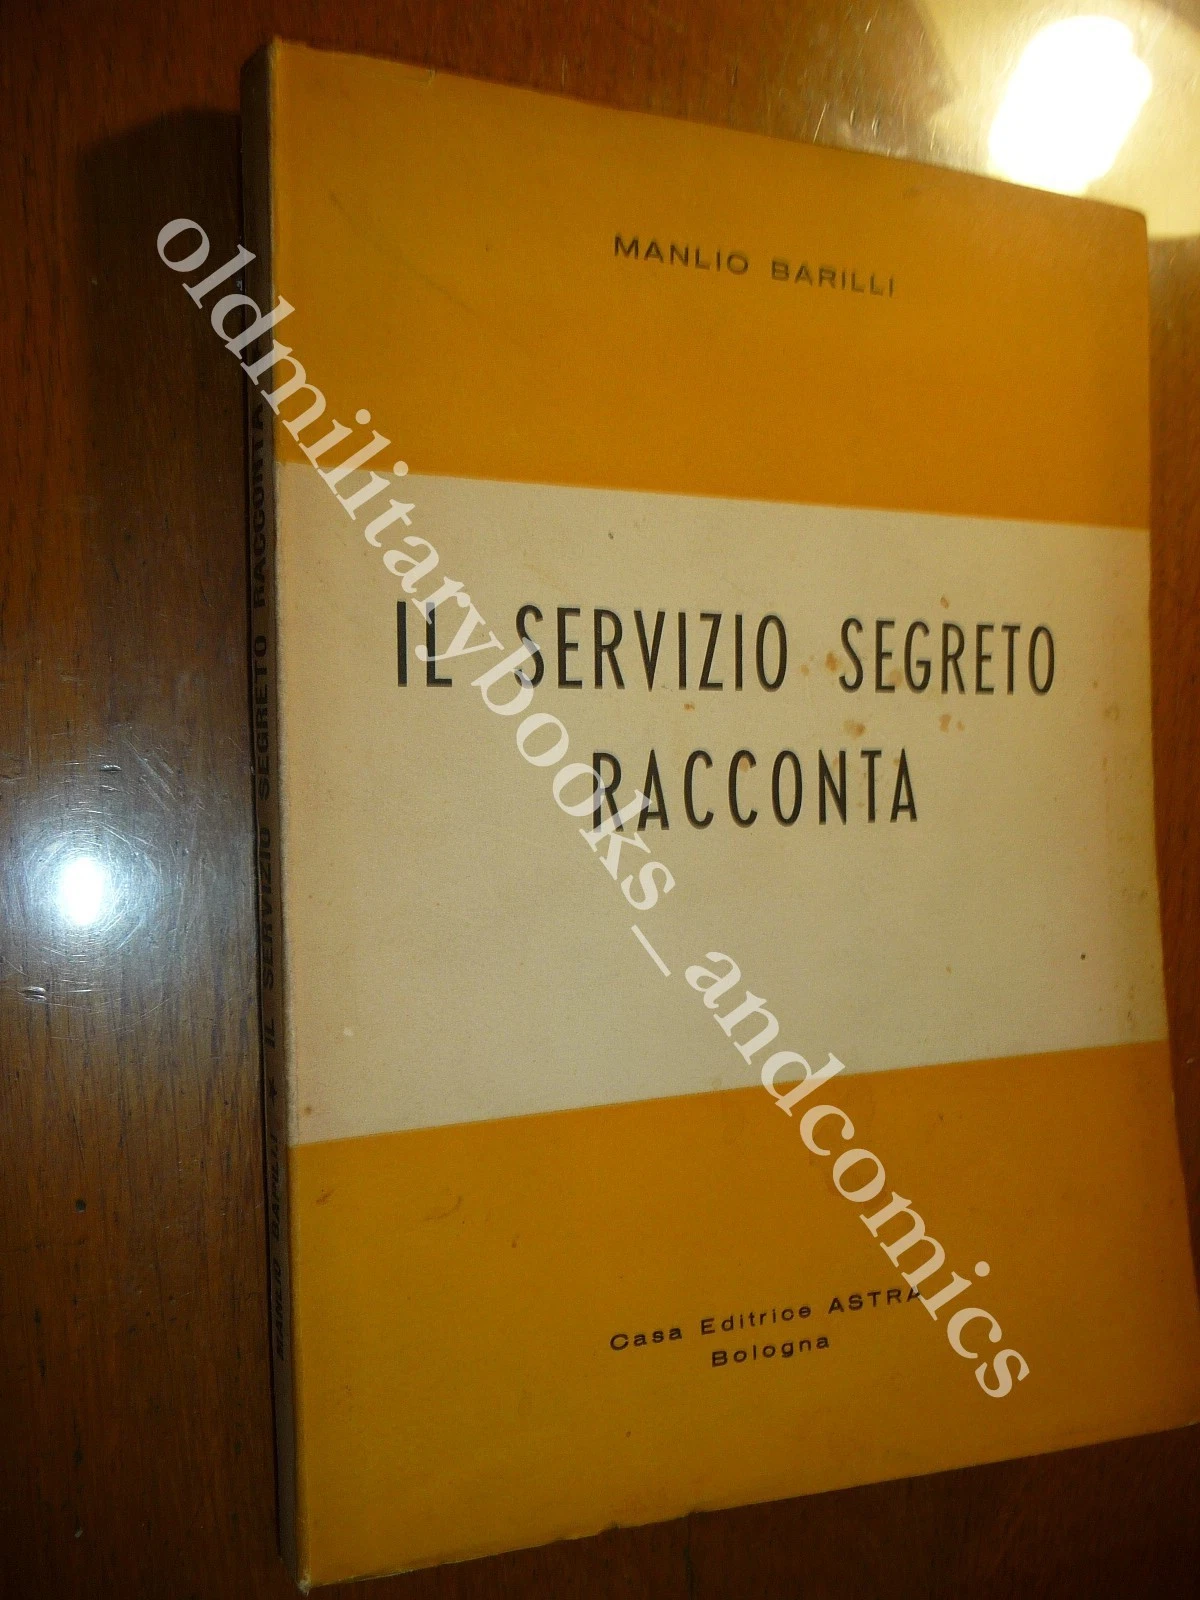 MANLIO BARILLI
IL SERVIZIO SEGRETO
RACCONTA
Casa Editrice ASTRA
Bologna
MANLIO BARILLI * IL SERVIZIO SEGRETO RACCONTA
oldmilitarybooks_andcomics